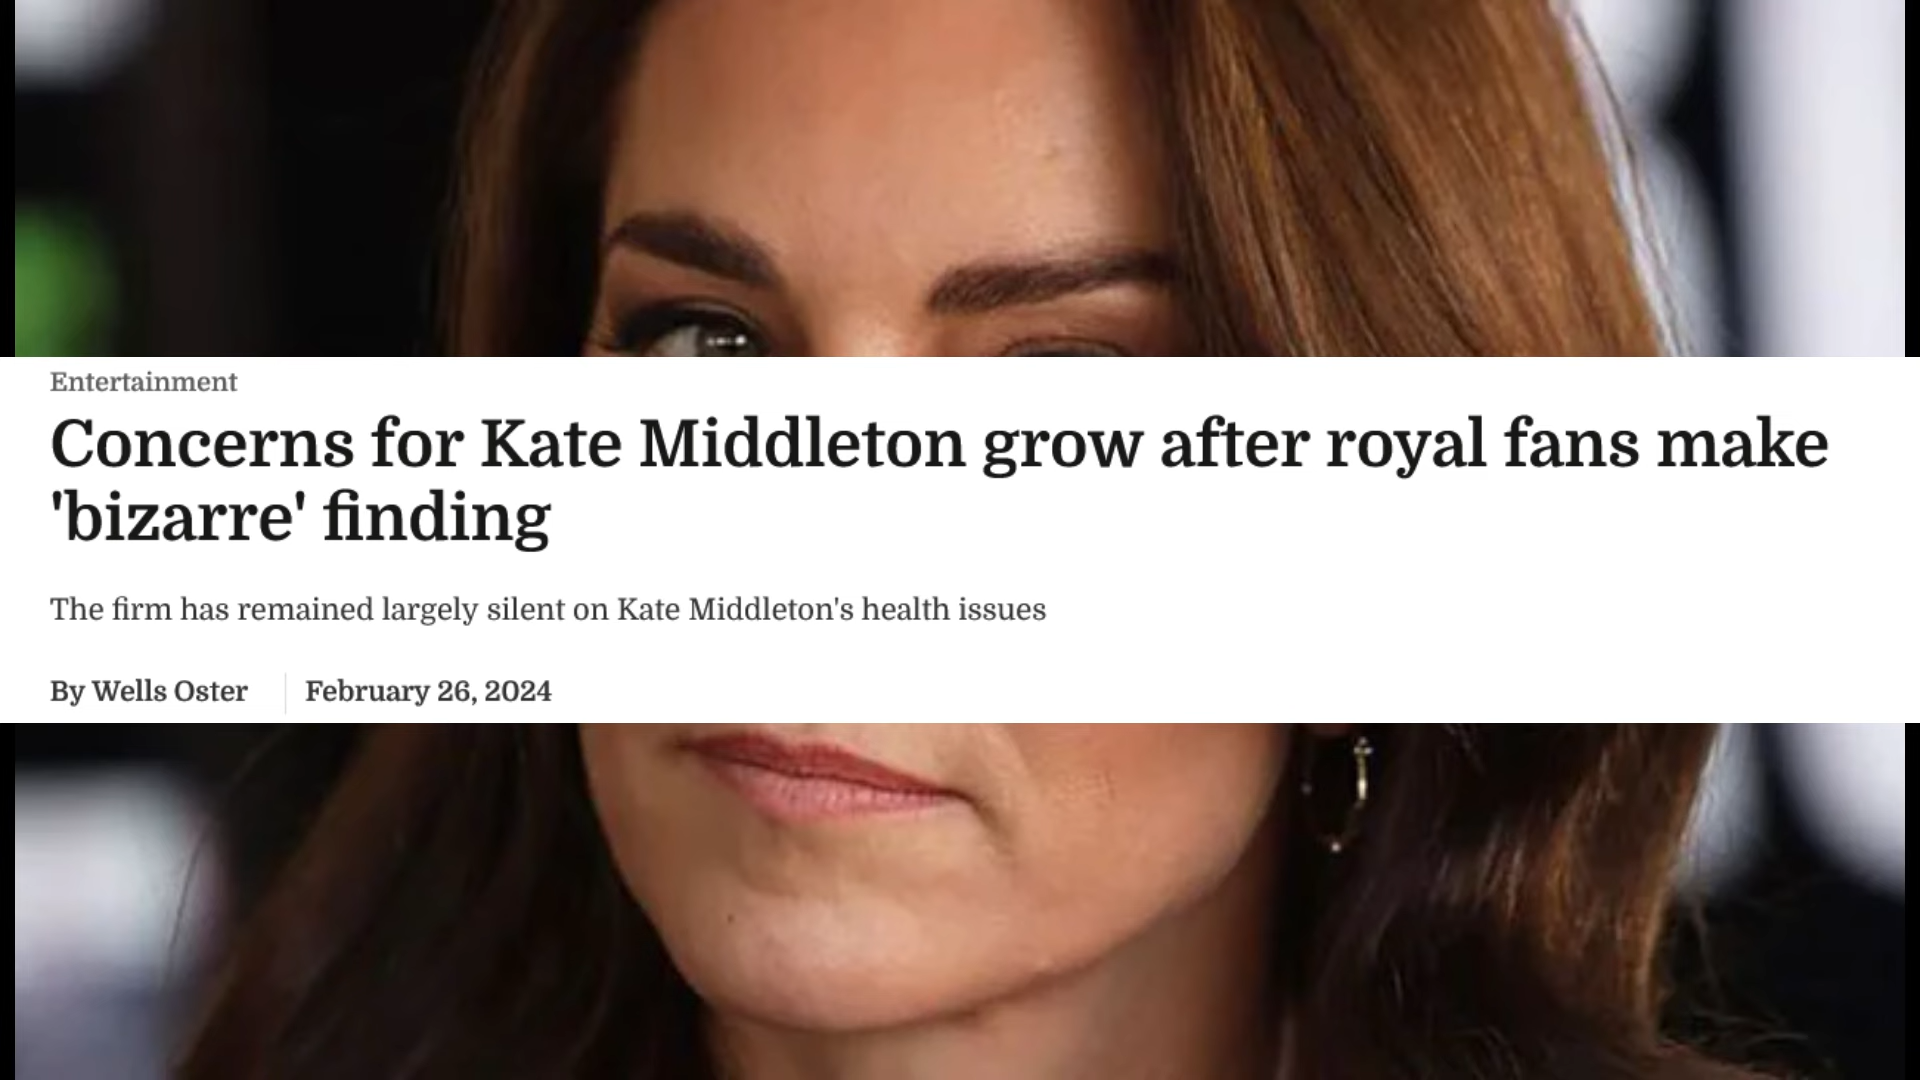 Entertainment
Concerns for Kate Middleton grow after royal fans make
'bizarre' finding
The firm has remained largely silent on Kate Middleton's health issues
By Wells Oster
February 26, 2024